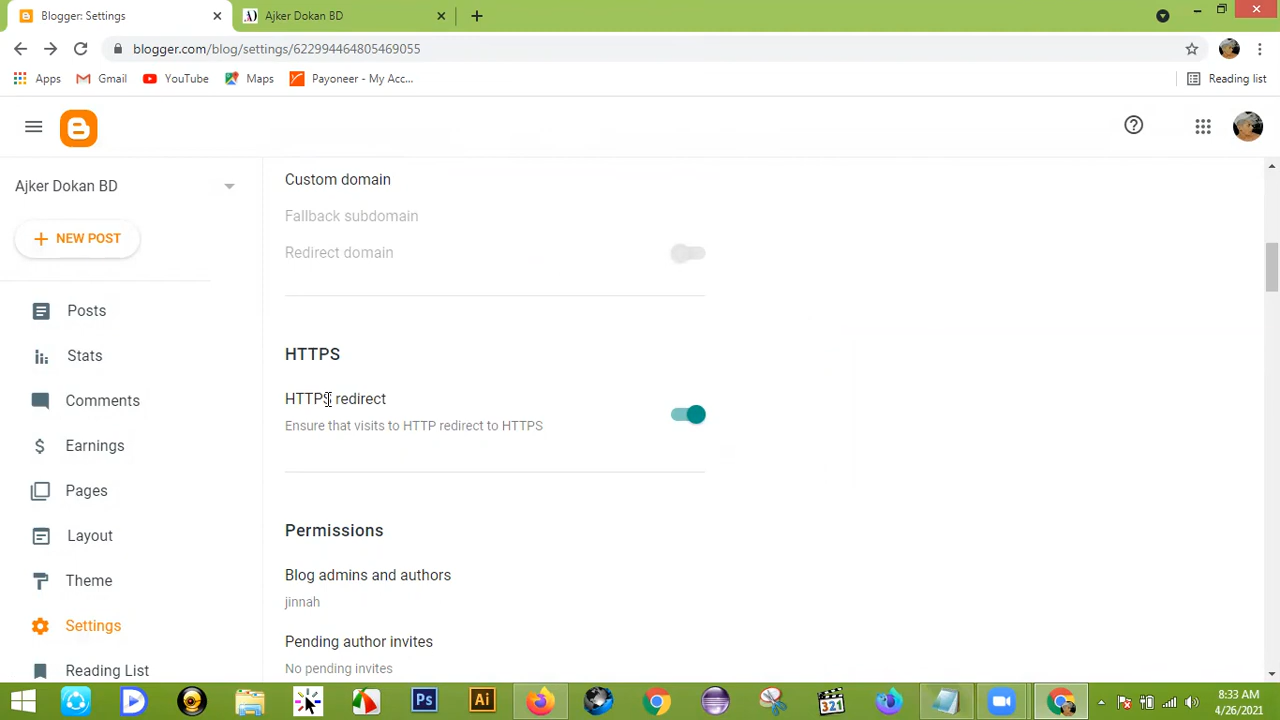 Blogger: Settings
Ajker Dokan BD
blogger.com/blog/settings/622994464805469055
Apps
Gmail
YouTube
Maps
Payoneer - My Acc...
Reading list
Ajker Dokan BD
NEW POST
Posts
Stats
Comments
Earnings
Pages
Layout
Theme
Settings
Reading List
Custom domain
Fallback subdomain
Redirect domain
HTTPS
HTTPS redirect
Ensure that visits to HTTP redirect to HTTPS
Permissions
Blog admins and authors
jinnah
Pending author invites
No pending invites
Ps
Ai
321
8:33 AM
4/26/2021